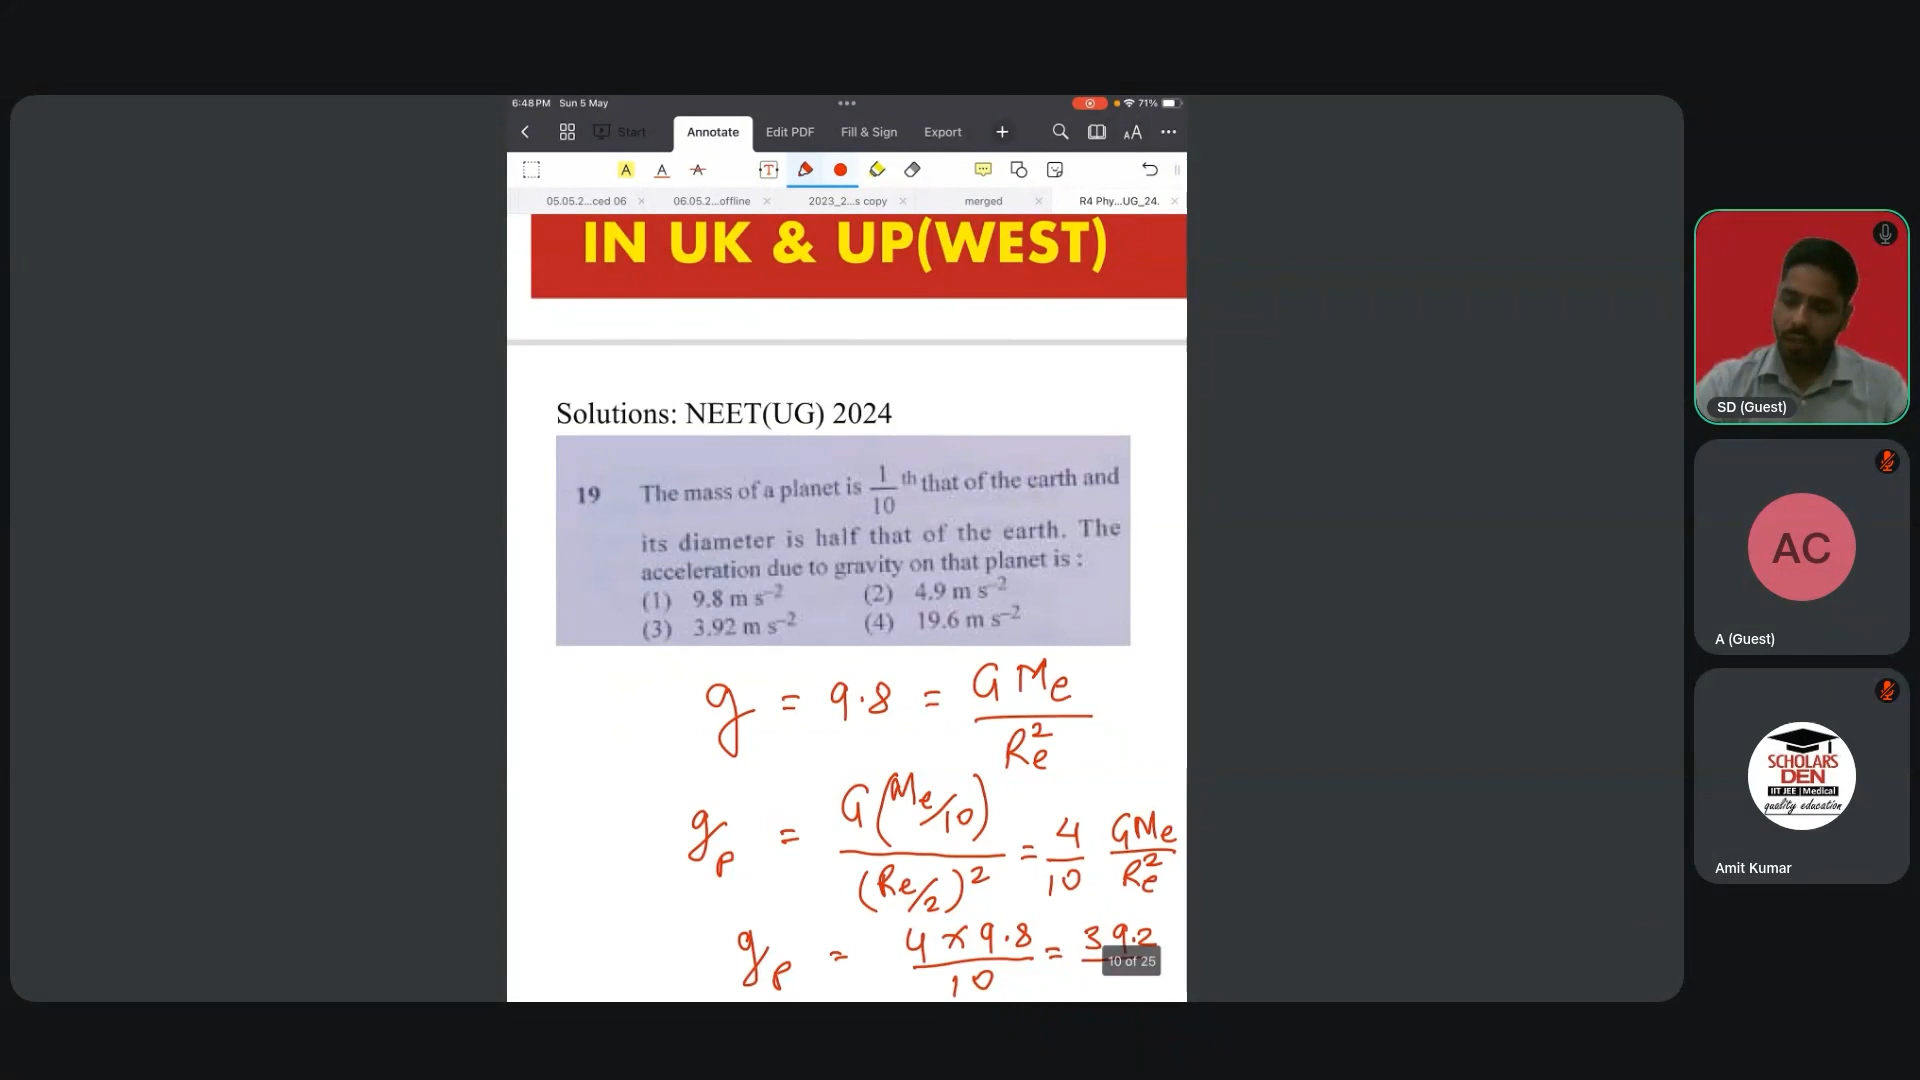 6:48 PM Sun 5 May
71%
Start Annotate Edit PDF Fill & Sign Export
05.05.2...ced 06 06.05.2...offline 2023_2...s copy merged R4 Phy...UG_24.
IN UK & UP(WEST)
Solutions: NEET(UG) 2024
19 The mass of a planet is 1/10 th that of the earth and
its diameter is half that of the earth. The
acceleration due to gravity on that planet is :
(1) 9.8 m s⁻² (2) 4.9 m s⁻²
(3) 3.92 m s⁻² (4) 19.6 m s⁻²
g = 9.8 = GMe/Re²
gp = G(Me/10)/(Re/2)² = 4/10 GMe/Re²
gp = 4 × 9.8/10 = 39.2
10 of 25
SD (Guest)
AC
A (Guest)
SCHOLARS
DEN
IIT JEE | Medical
quality education
Amit Kumar